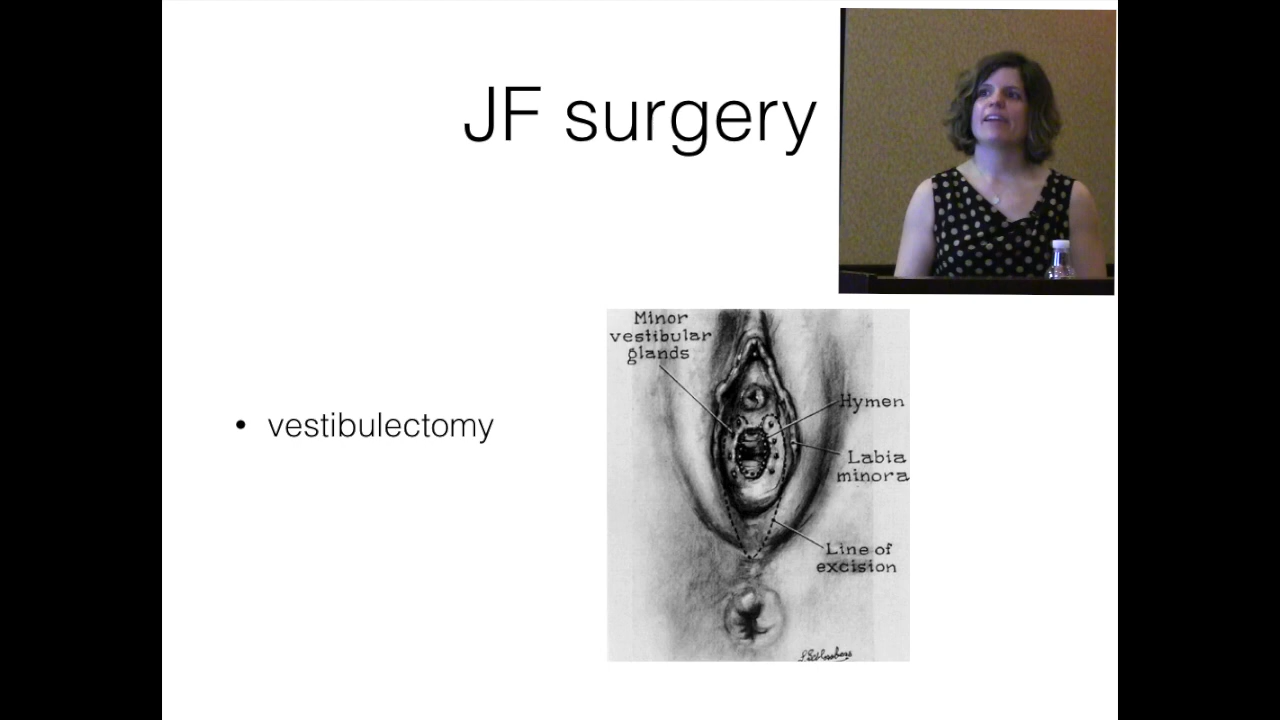 JF surgery
• vestibulectomy
Minor
vestibular
glands
Hymen
Labia
minora
Line of
excision